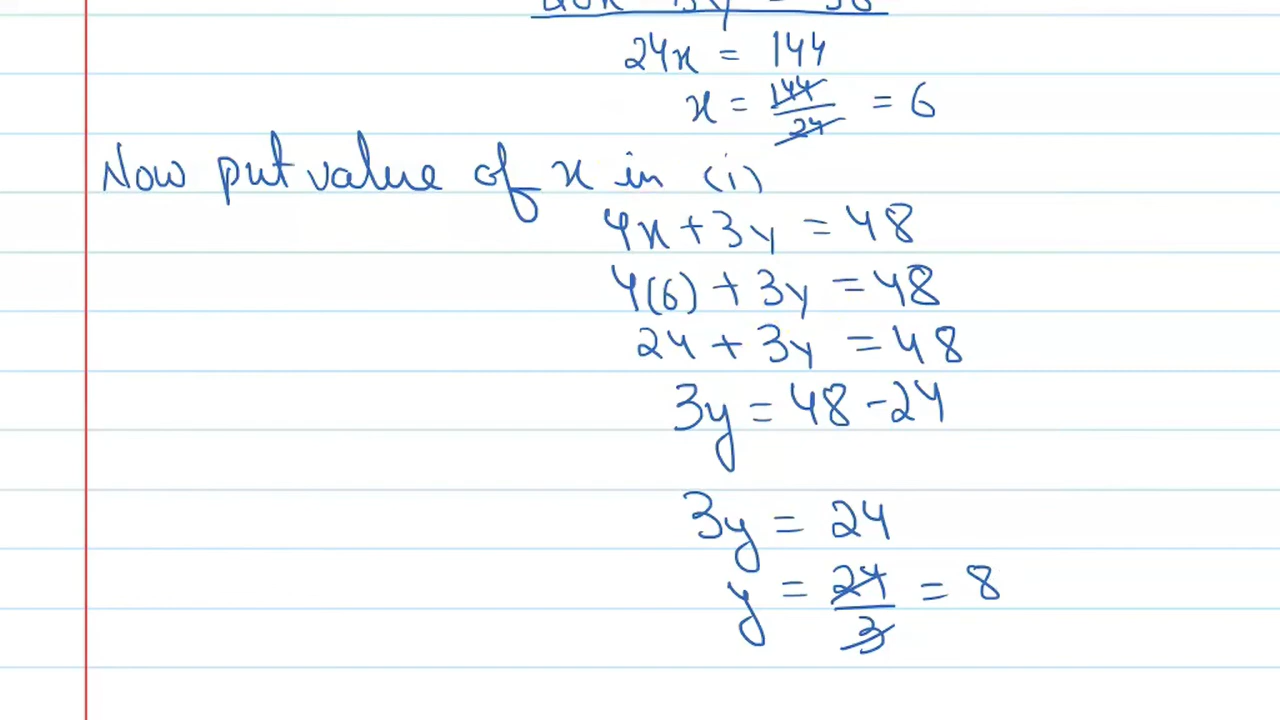 24x = 144
x = 144/24 = 6
Now put value of x in (i)
4x + 3y = 48
4(6) + 3y = 48
24 + 3y = 48
3y = 48 - 24
3y = 24
y = 24/3 = 8